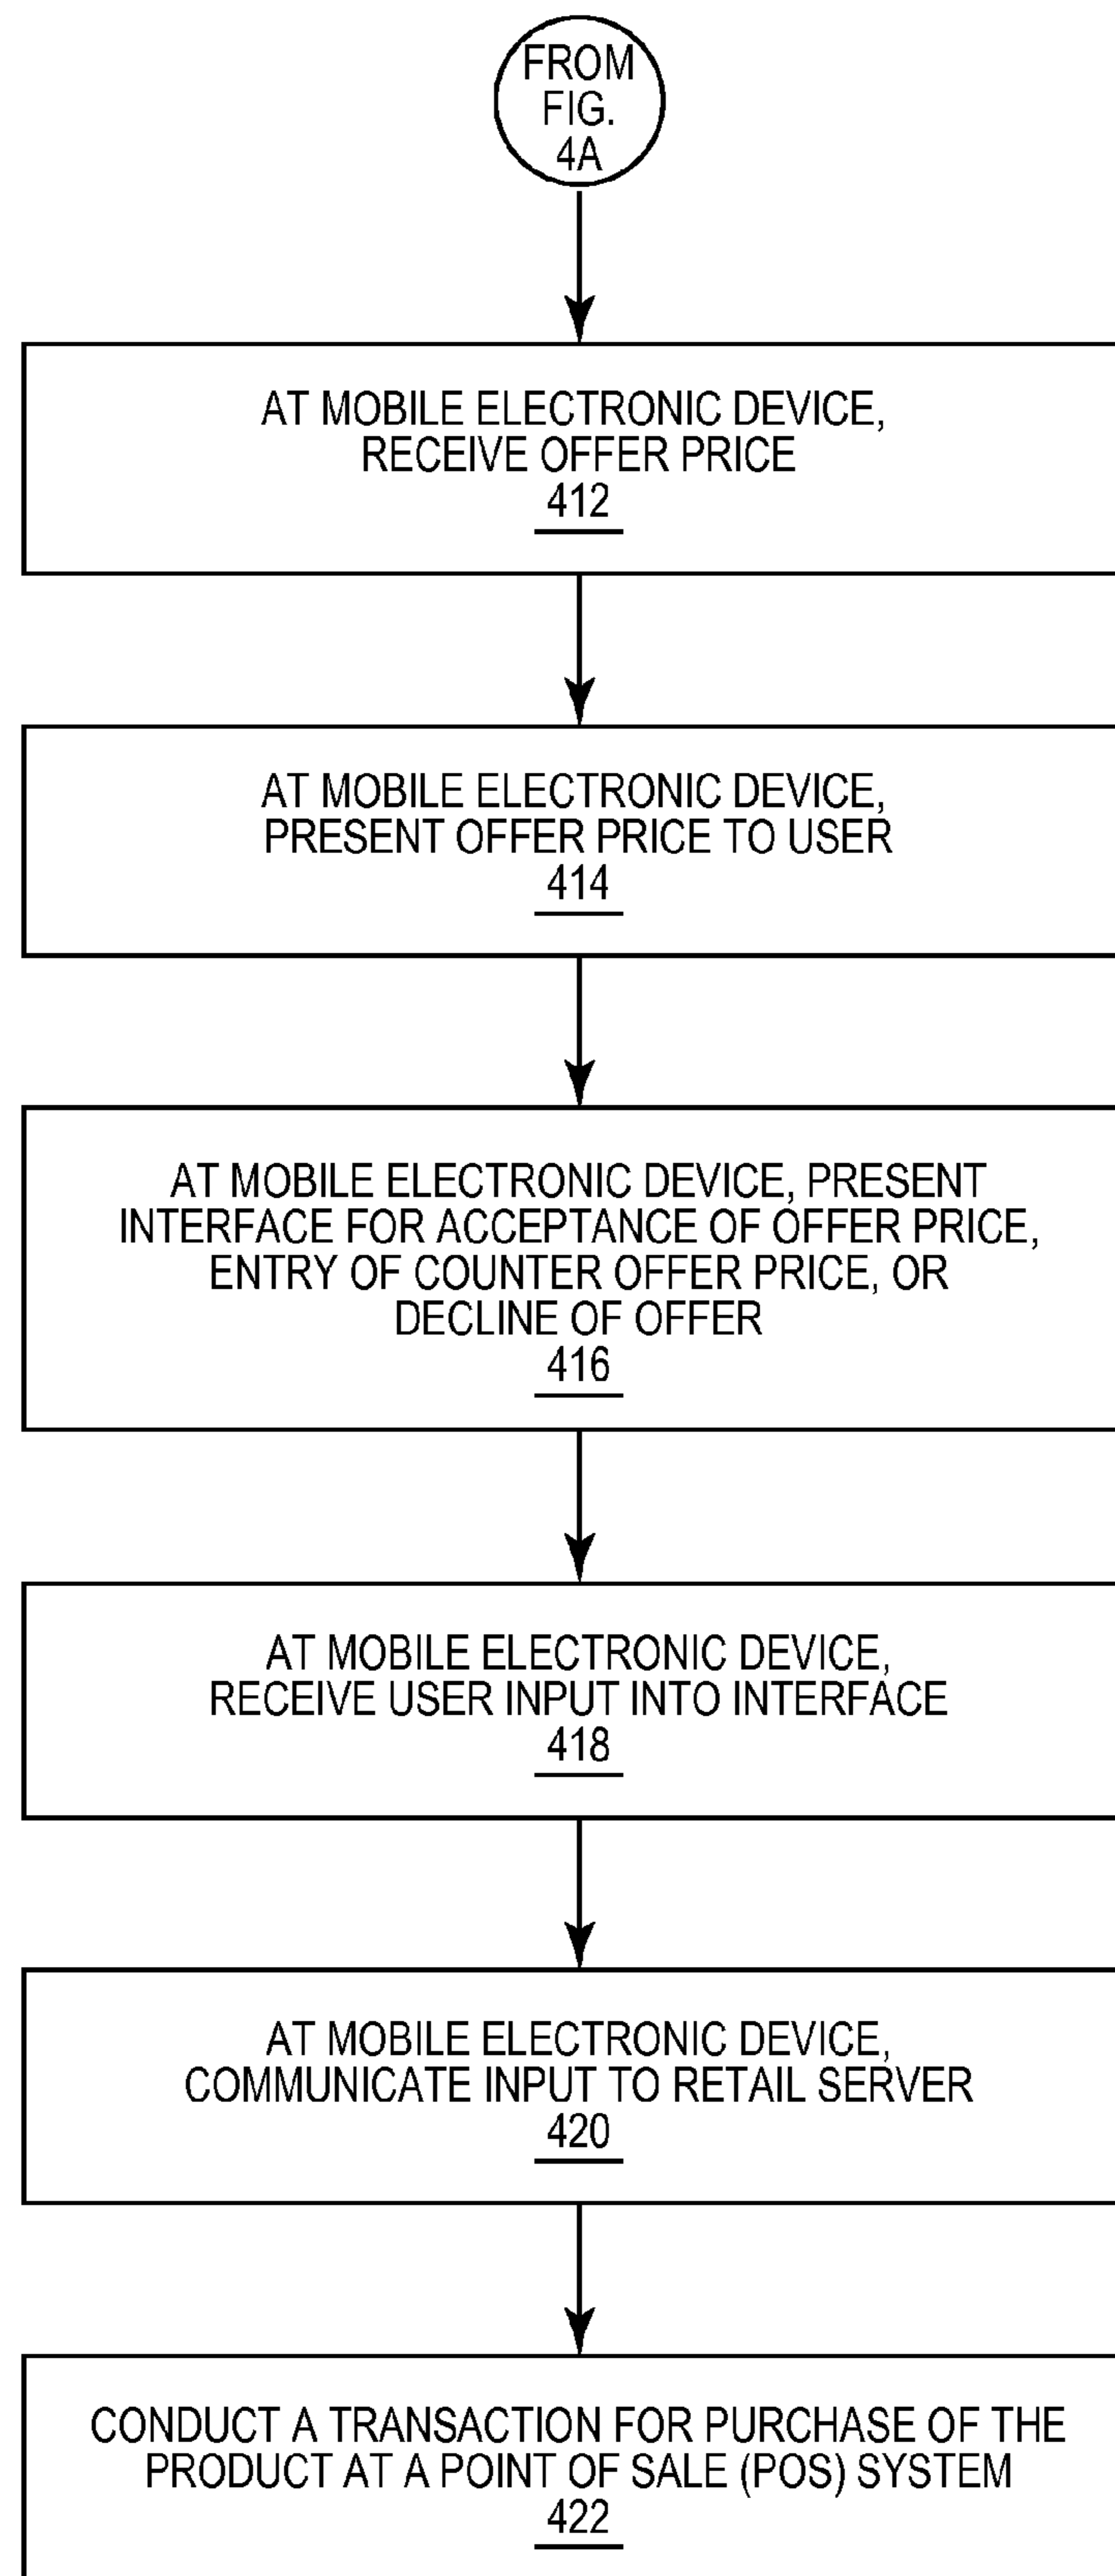 FROM
FIG.
4A
AT MOBILE ELECTRONIC DEVICE,
RECEIVE OFFER PRICE
412
AT MOBILE ELECTRONIC DEVICE,
PRESENT OFFER PRICE TO USER
414
AT MOBILE ELECTRONIC DEVICE, PRESENT
INTERFACE FOR ACCEPTANCE OF OFFER PRICE,
ENTRY OF COUNTER OFFER PRICE, OR
DECLINE OF OFFER
416
AT MOBILE ELECTRONIC DEVICE,
RECEIVE USER INPUT INTO INTERFACE
418
AT MOBILE ELECTRONIC DEVICE,
COMMUNICATE INPUT TO RETAIL SERVER
420
CONDUCT A TRANSACTION FOR PURCHASE OF THE
PRODUCT AT A POINT OF SALE (POS) SYSTEM
422